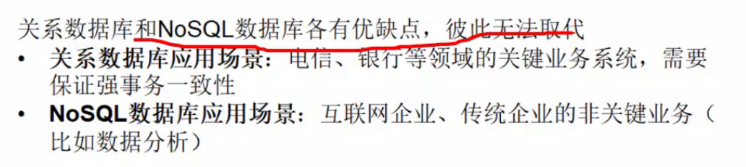 关系数据库和NoSQL数据库各有优缺点，彼此无法取代
• 关系数据库应用场景：电信、银行等领域的关键业务系统，需要
保证强事务一致性
• NoSQL数据库应用场景：互联网企业、传统企业的非关键业务（
比如数据分析）